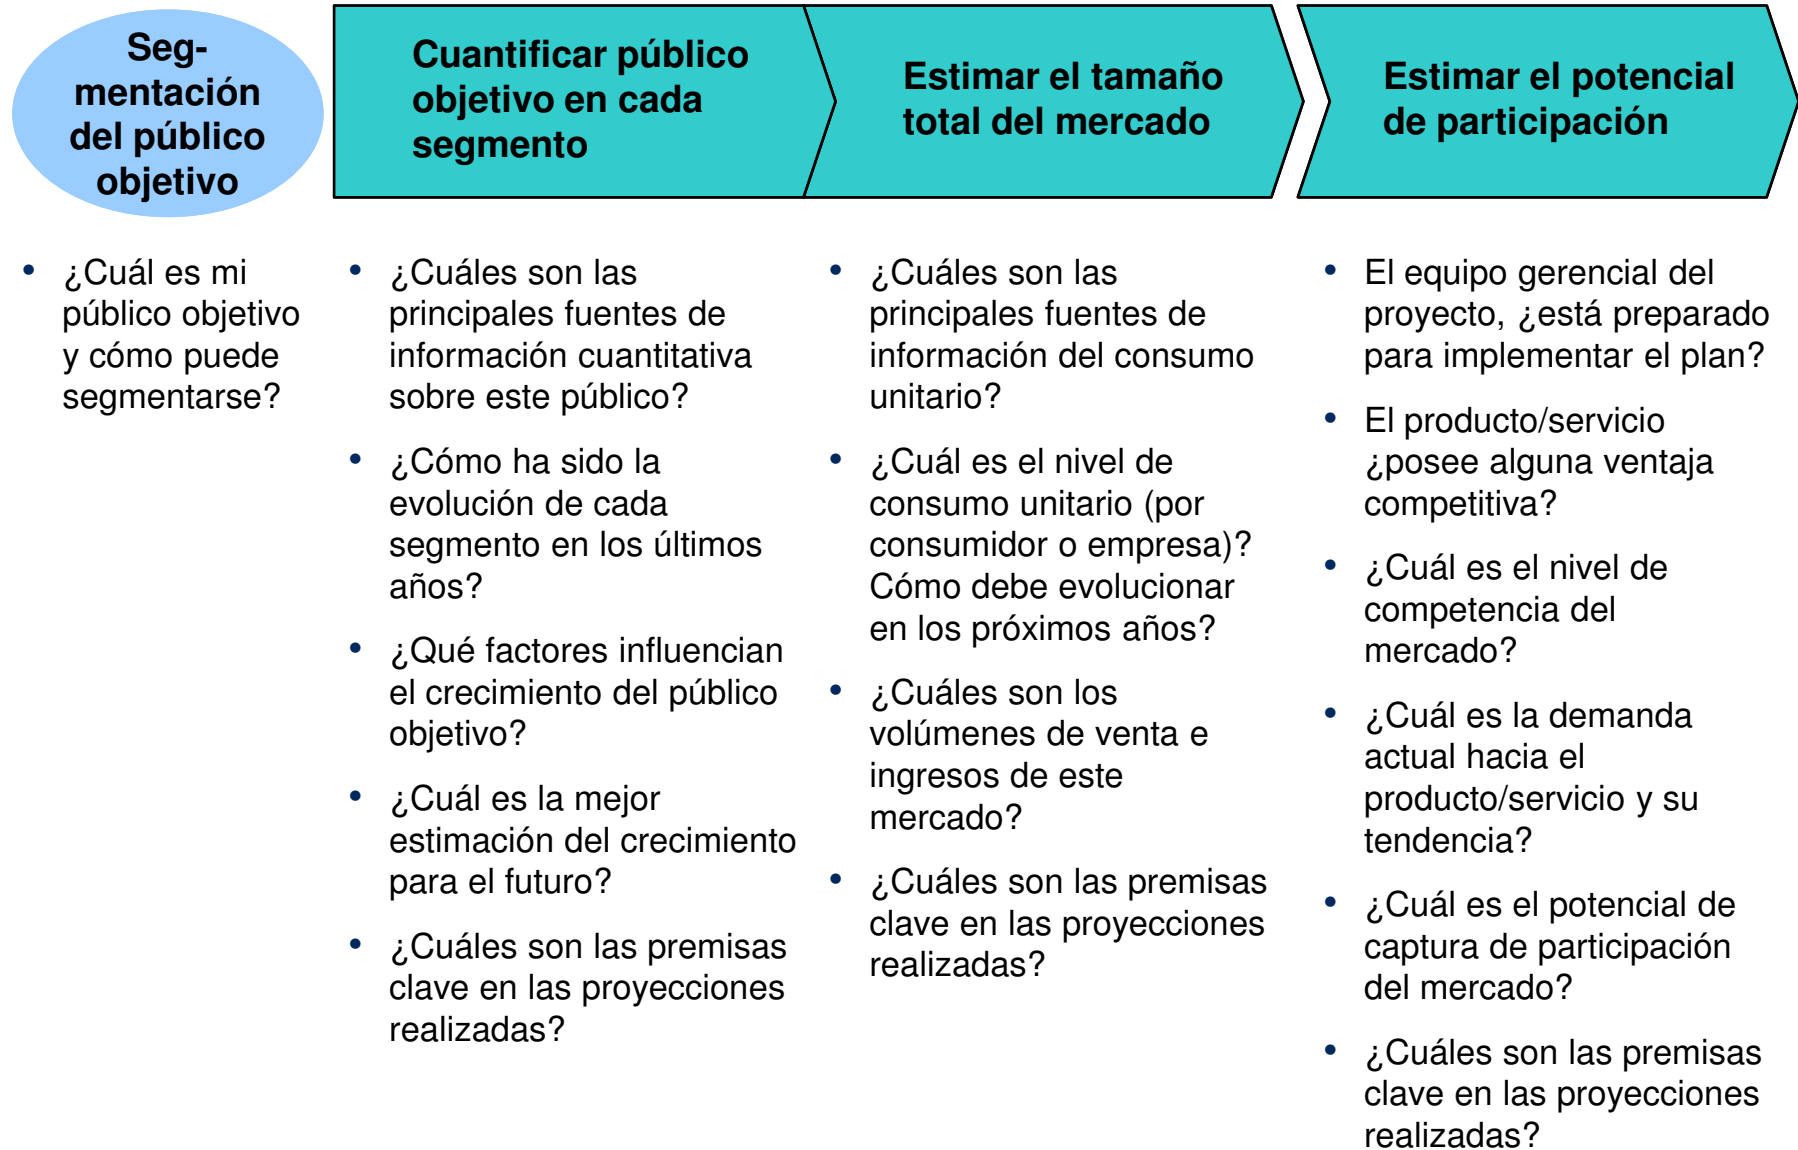 Seg-
mentación
del público
objetivo
Cuantificar público
objetivo en cada
segmento
Estimar el tamaño
total del mercado
Estimar el potencial
de participación
• ¿Cuál es mi
público objetivo
y cómo puede
segmentarse?
• ¿Cuáles son las
principales fuentes de
información cuantitativa
sobre este público?
• ¿Cómo ha sido la
evolución de cada
segmento en los últimos
años?
• ¿Qué factores influencian
el crecimiento del público
objetivo?
• ¿Cuál es la mejor
estimación del crecimiento
para el futuro?
• ¿Cuáles son las premisas
clave en las proyecciones
realizadas?
• ¿Cuáles son las
principales fuentes de
información del consumo
unitario?
• ¿Cuál es el nivel de
consumo unitario (por
consumidor o empresa)?
Cómo debe evolucionar
en los próximos años?
• ¿Cuáles son los
volúmenes de venta e
ingresos de este
mercado?
• ¿Cuáles son las premisas
clave en las proyecciones
realizadas?
• El equipo gerencial del
proyecto, ¿está preparado
para implementar el plan?
• El producto/servicio
¿posee alguna ventaja
competitiva?
• ¿Cuál es el nivel de
competencia del
mercado?
• ¿Cuál es la demanda
actual hacia el
producto/servicio y su
tendencia?
• ¿Cuál es el potencial de
captura de participación
del mercado?
• ¿Cuáles son las premisas
clave en las proyecciones
realizadas?